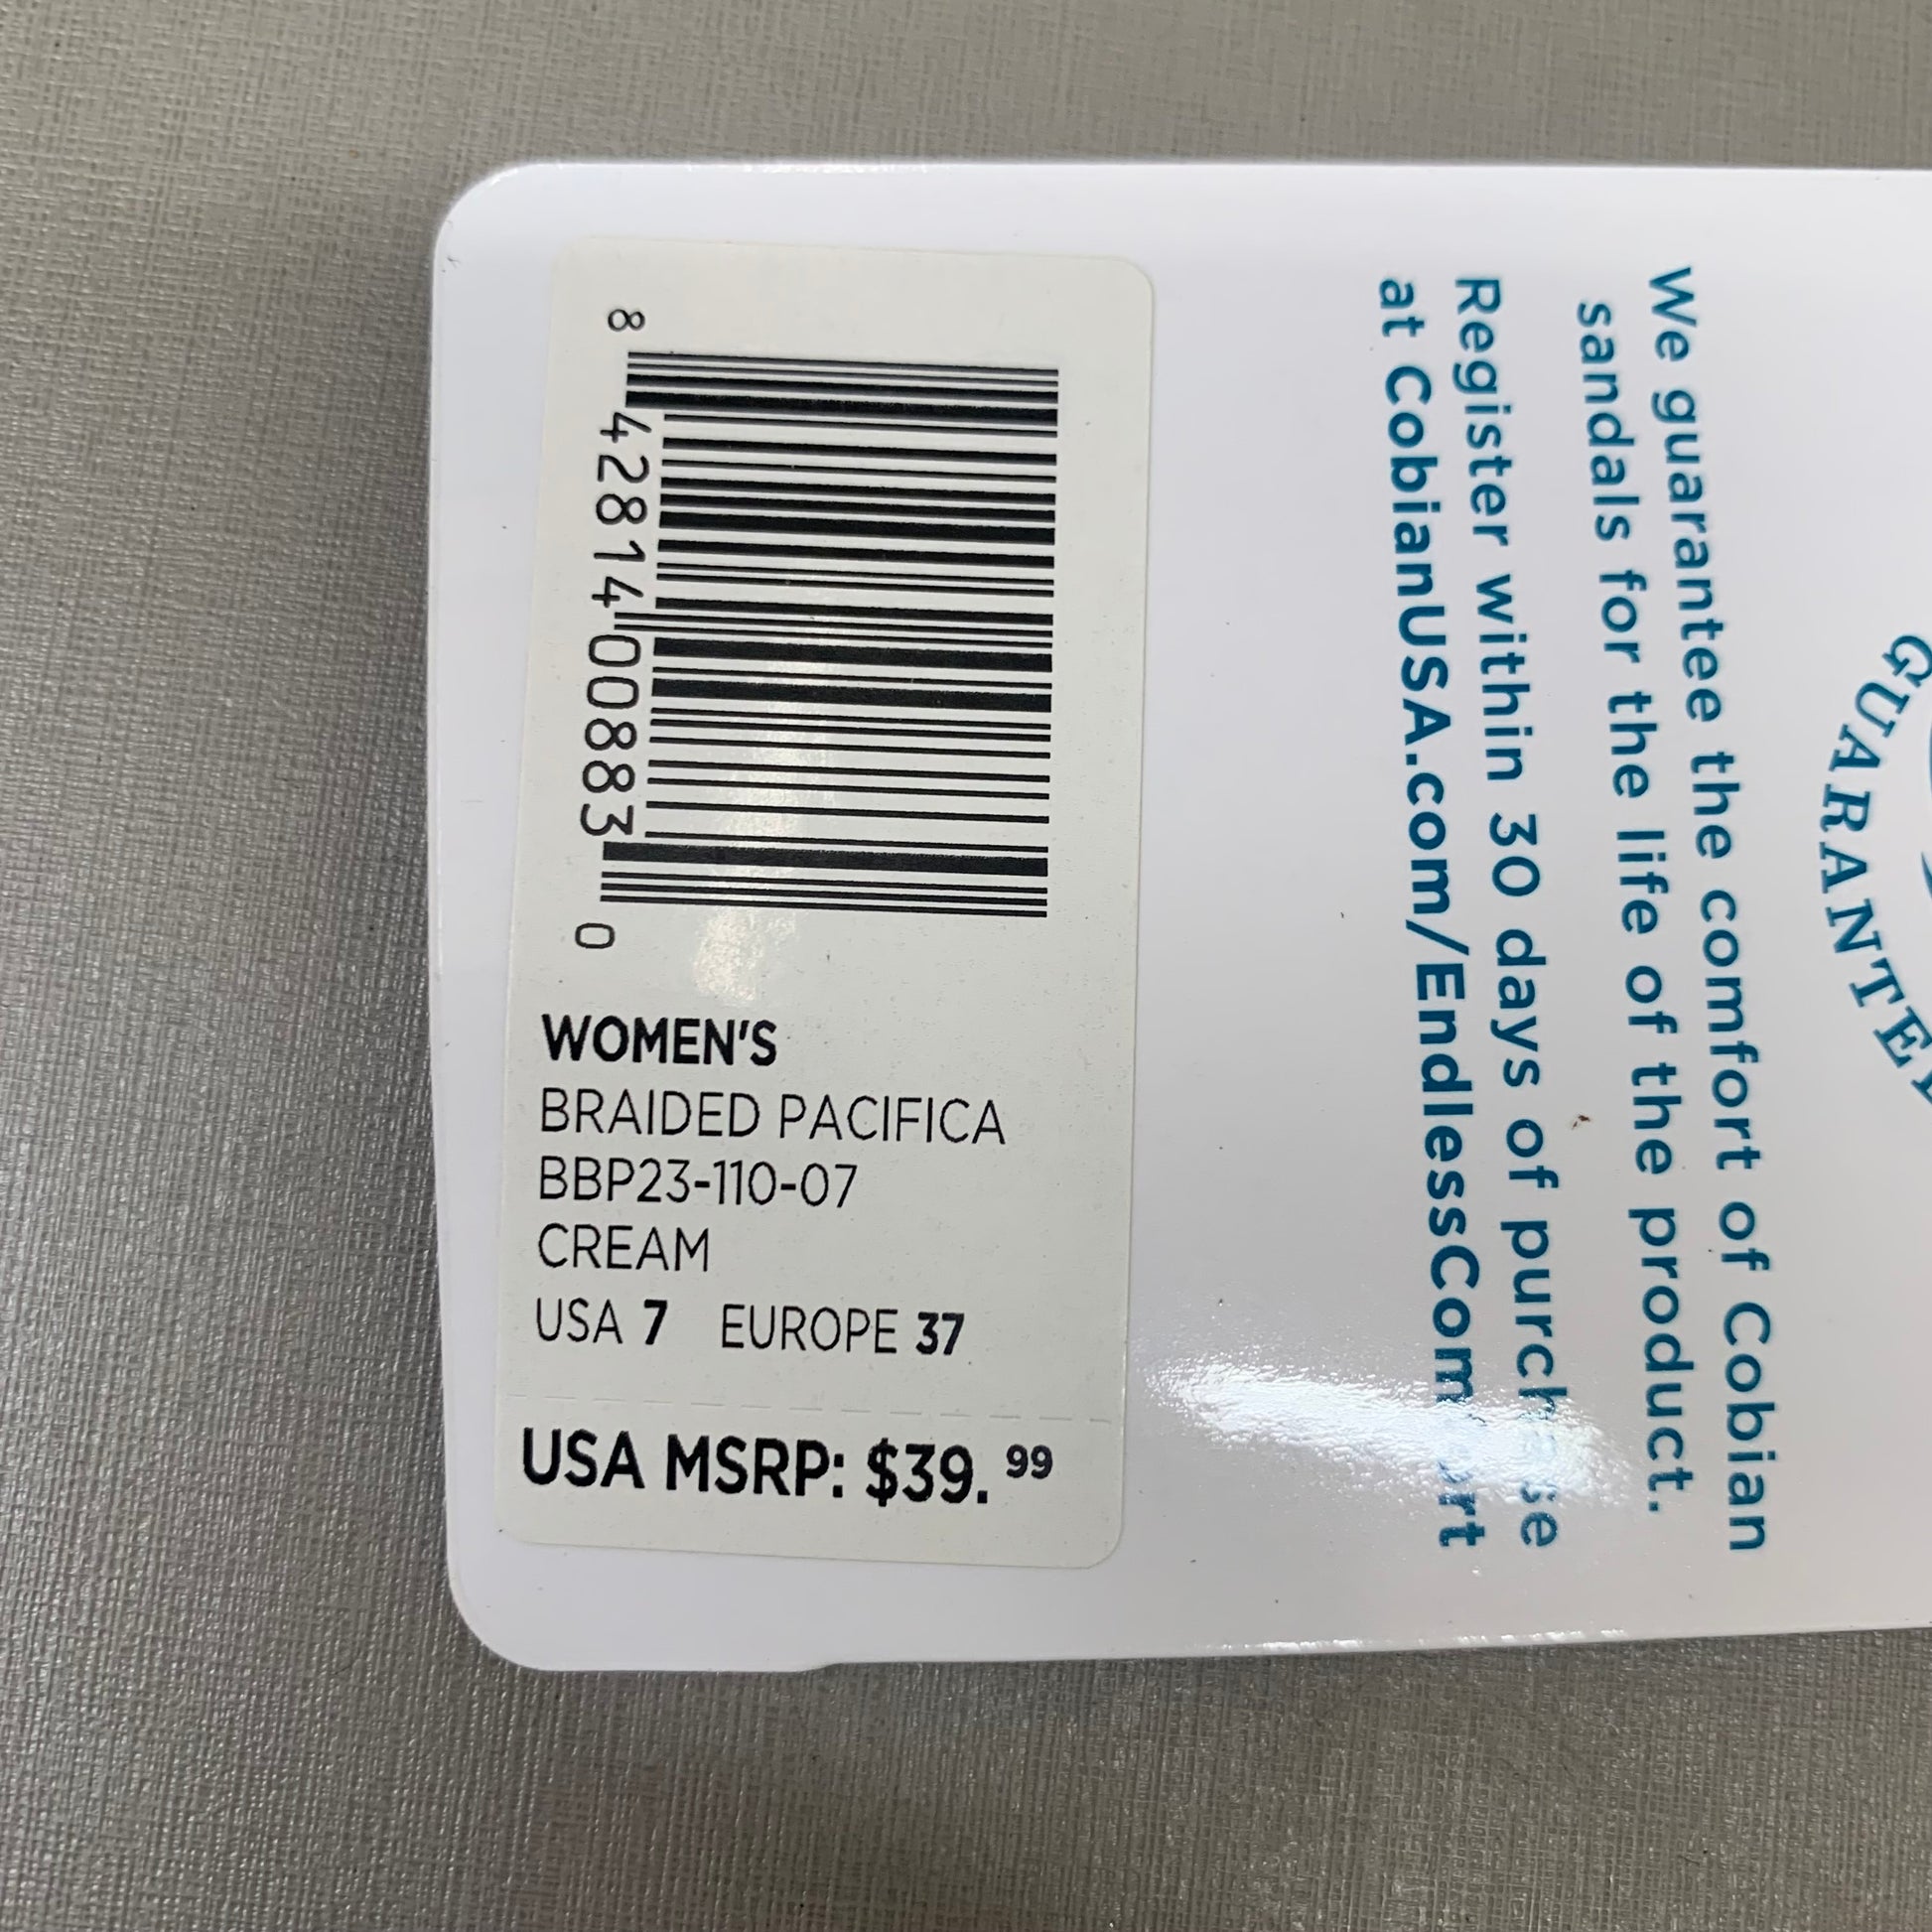 8 42814 00883 0
WOMEN'S
BRAIDED PACIFICA
BBP23-110-07
CREAM
USA 7 EUROPE 37
USA MSRP: $39.99
GUARANTEE
We guarantee the comfort of Cobian
sandals for the life of the product.
Register within 30 days of purchase
at CobianUSA.com/EndlessComfort